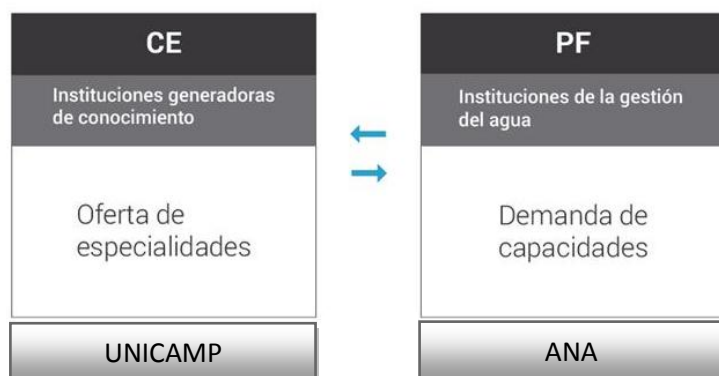 CE
Instituciones generadoras
de conocimiento
Oferta de
especialidades
UNICAMP
PF
Instituciones de la gestión
del agua
Demanda de
capacidades
ANA